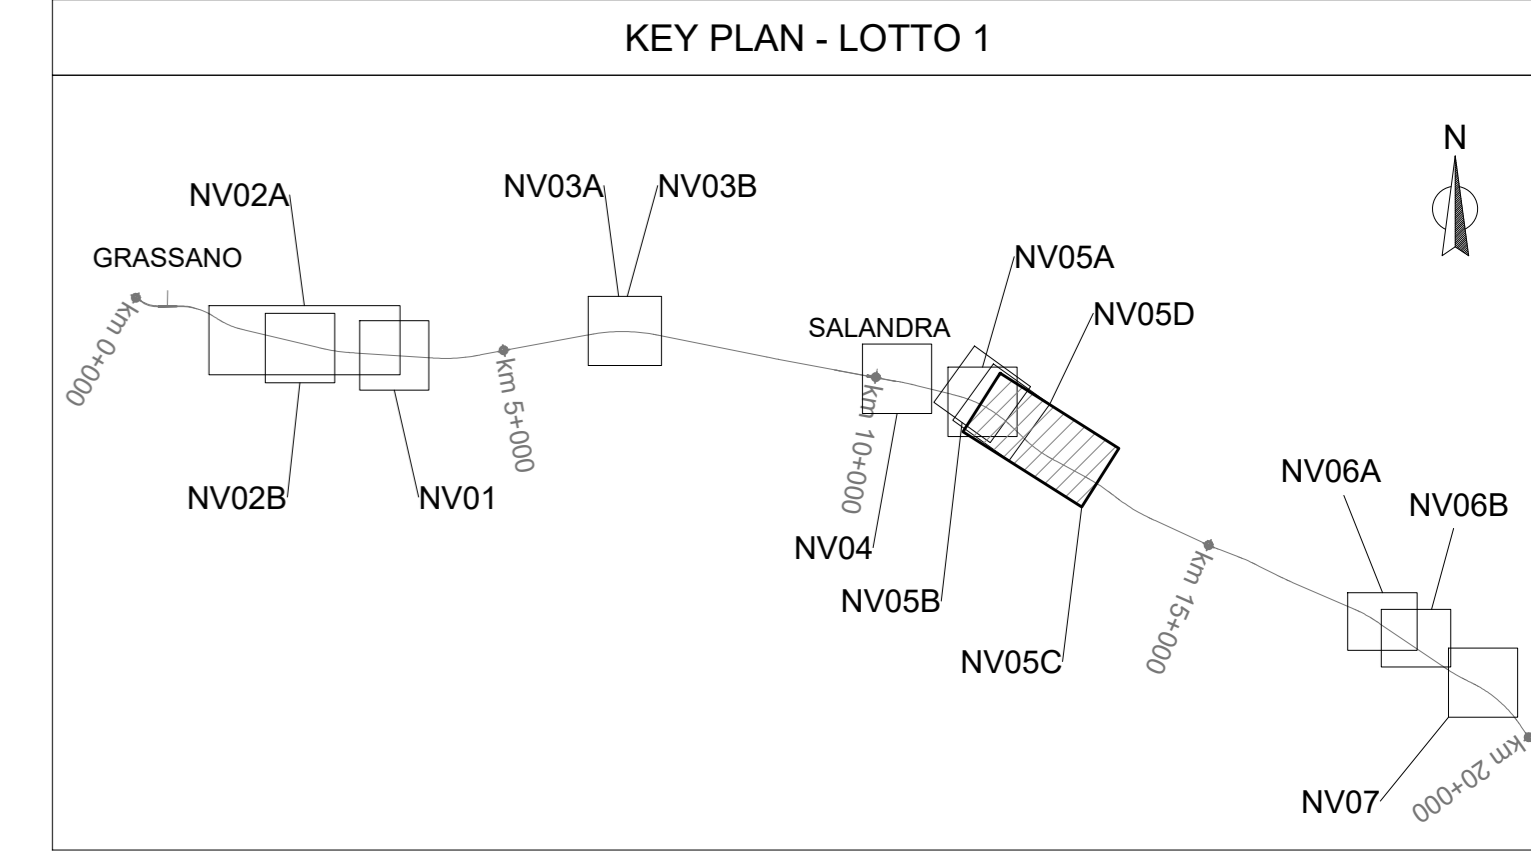 KEY PLAN - LOTTO 1
N
NV02A
NV03A
NV03B
GRASSANO
NV05A
NV05D
SALANDRA
km 0+000
km 5+000
km 10+000
NV02B
NV01
NV04
NV05B
NV05C
km 15+000
NV06A
NV06B
NV07
km 20+000